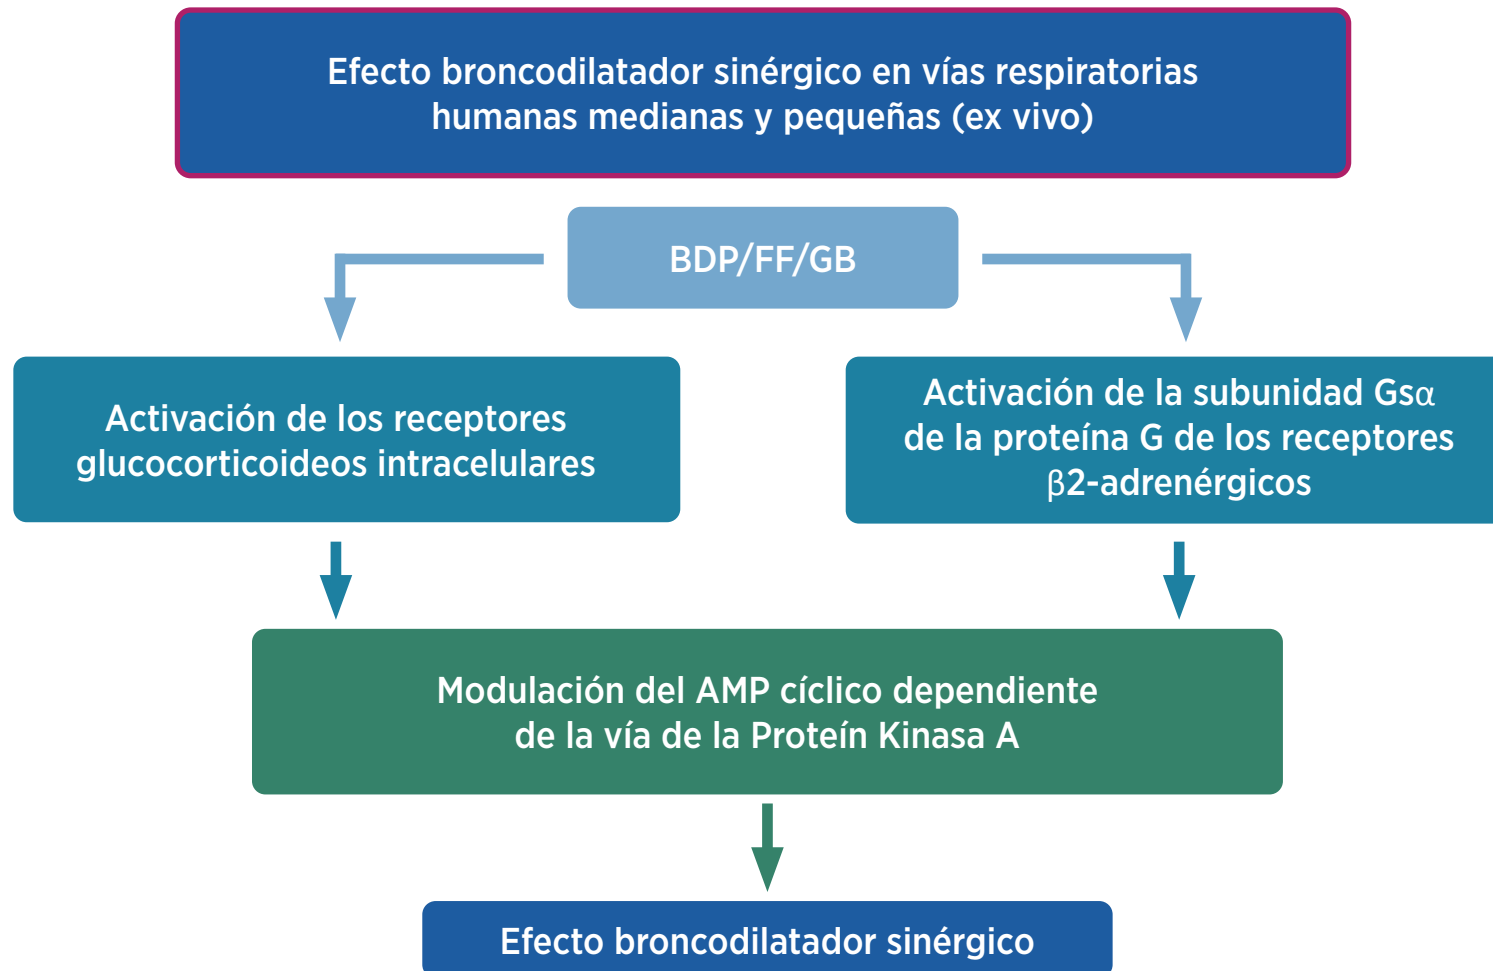 Efecto broncodilatador sinérgico en vías respiratorias
humanas medianas y pequeñas (ex vivo)
BDP/FF/GB
Activación de los receptores
glucocorticoideos intracelulares
Activación de la subunidad Gsα
de la proteína G de los receptores
β2-adrenérgicos
Modulación del AMP cíclico dependiente
de la vía de la Proteín Kinasa A
Efecto broncodilatador sinérgico